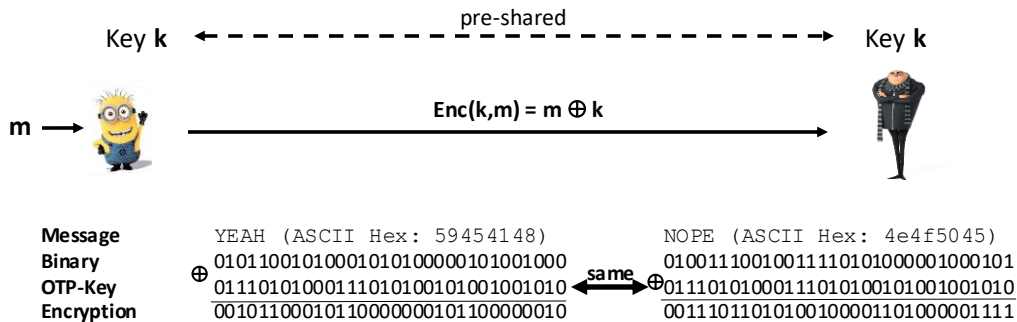 pre-shared
Key k
Key k
m
Enc(k,m) = m ⊕ k
Message YEAH (ASCII Hex: 59454148) NOPE (ASCII Hex: 4e4f5045)
Binary 01011001010001010100000101001000 01001110010011110101000001000101
OTP-Key ⊕ 01110101000111010100101001001010 same ⊕ 01110101000111010100101001001010
Encryption 00101100010110000000101100000010 00111011010100100001101000001111